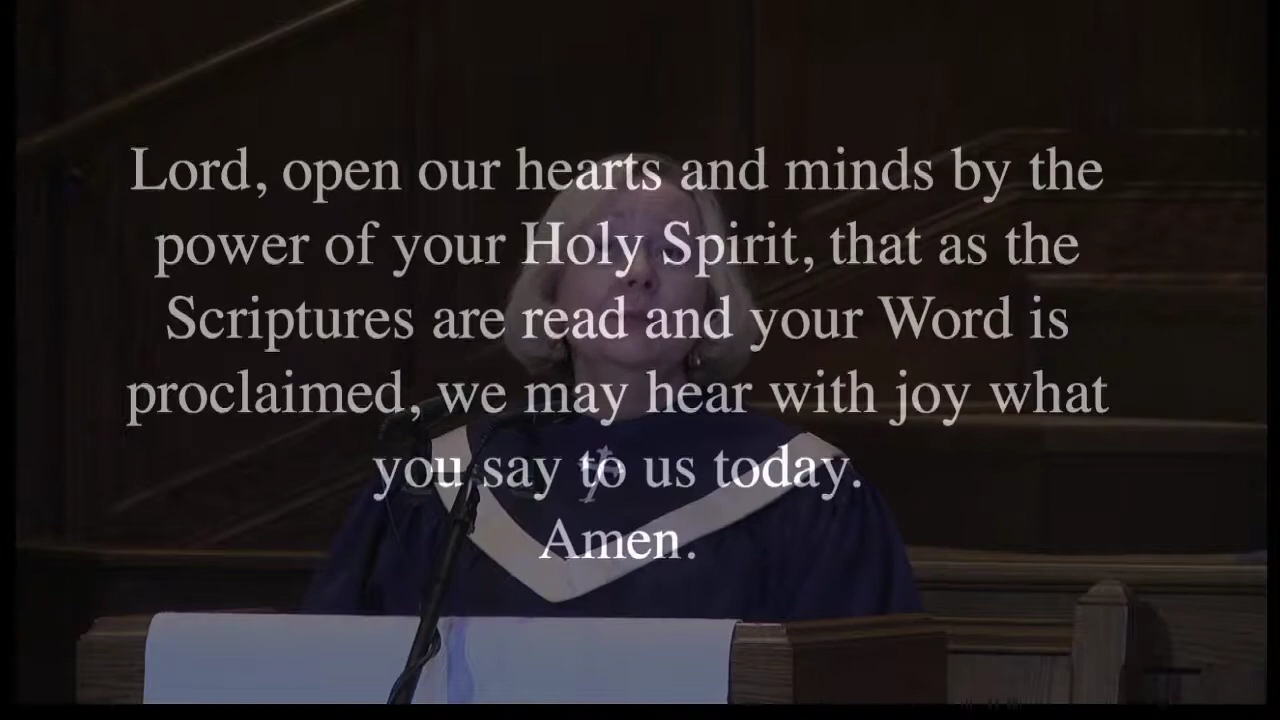 Lord, open our hearts and minds by the
power of your Holy Spirit, that as the
Scriptures are read and your Word is
proclaimed, we may hear with joy what
you say to us today.
Amen.